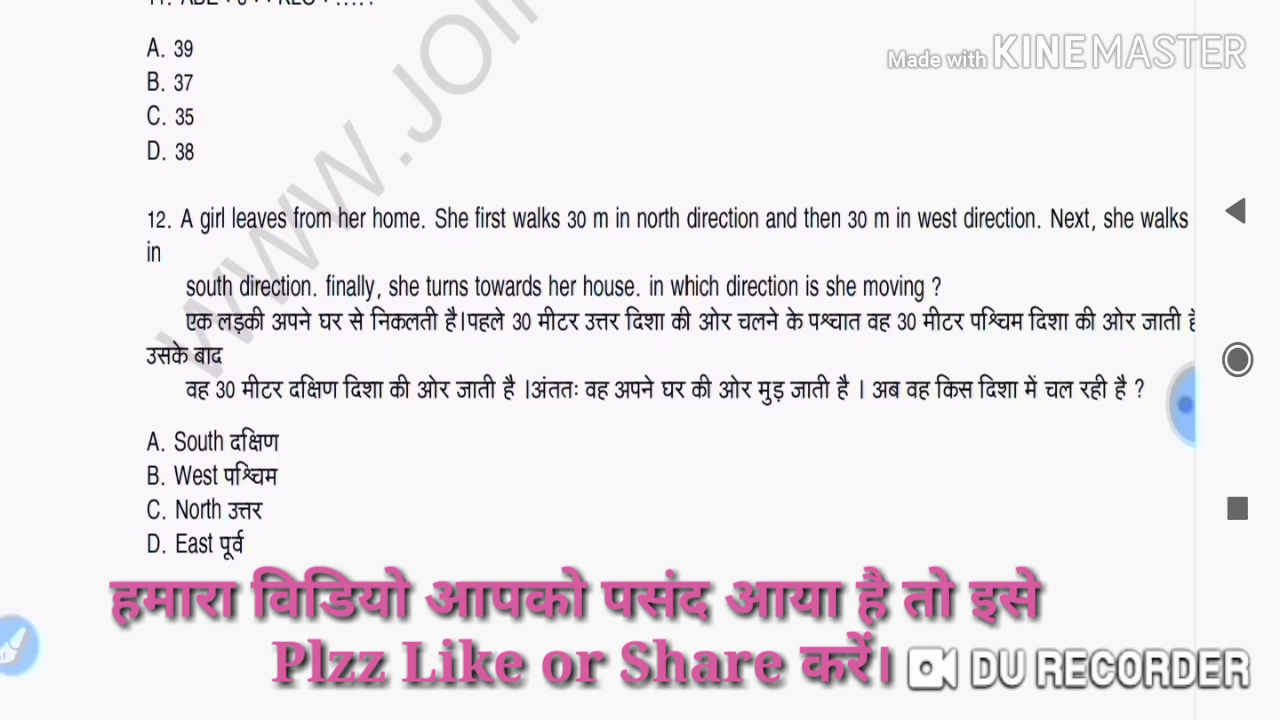 A. 39
B. 37
C. 35
D. 38
Made with KINEMASTER
www.JOI
12. A girl leaves from her home. She first walks 30 m in north direction and then 30 m in west direction. Next, she walks
in
south direction. finally, she turns towards her house. in which direction is she moving ?
एक लड़की अपने घर से निकलती है।पहले 30 मीटर उत्तर दिशा की ओर चलने के पश्चात वह 30 मीटर पश्चिम दिशा की ओर जाती है
उसके बाद
वह 30 मीटर दक्षिण दिशा की ओर जाती है ।अंततः वह अपने घर की ओर मुड़ जाती है । अब वह किस दिशा में चल रही है ?
A. South दक्षिण
B. West पश्चिम
C. North उत्तर
D. East पूर्व
हमारा विडियो आपको पसंद आया है तो इसे
Plzz Like or Share करें।
DU RECORDER